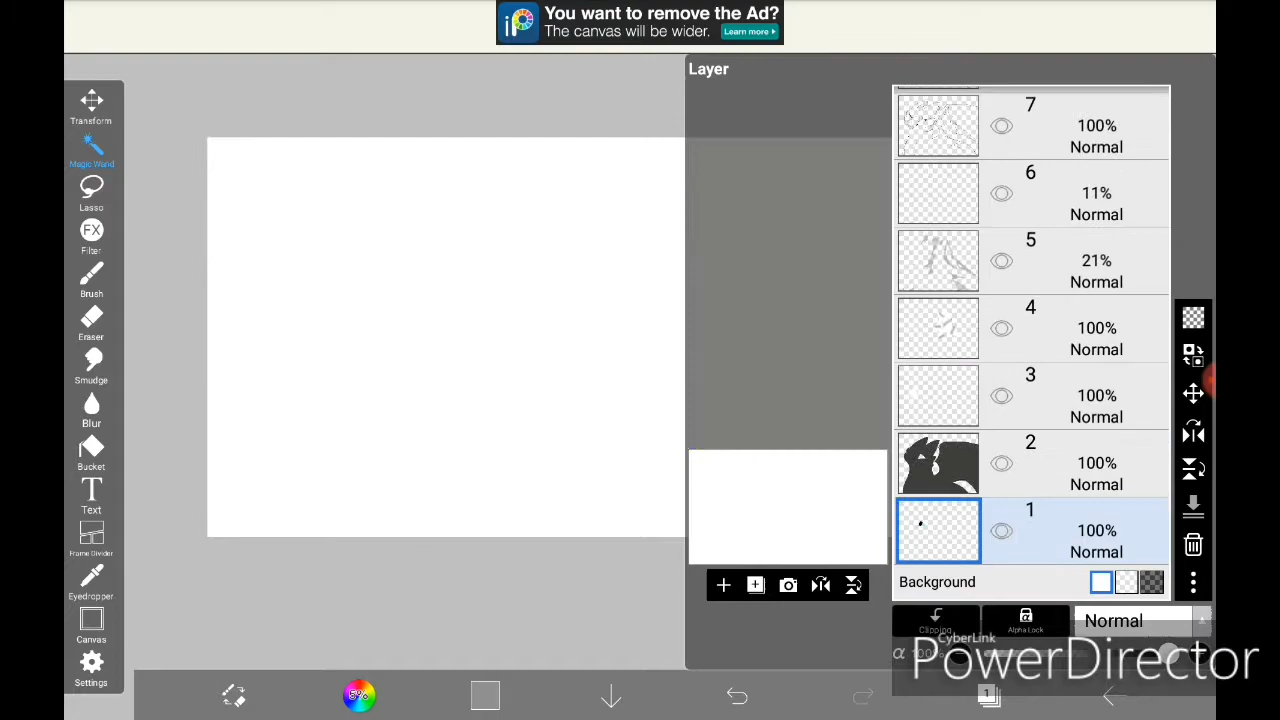 You want to remove the Ad?
The canvas will be wider.
Learn more
Layer
Transform
Magic Wand
Lasso
FX
Filter
Brush
Eraser
Smudge
Blur
Bucket
T
Text
Frame Divider
Eyedropper
Canvas
Settings
7
100%
Normal
6
11%
Normal
5
21%
Normal
4
100%
Normal
3
100%
Normal
2
100%
Normal
1
100%
Normal
Background
Clipping
Alpha Lock
Normal
α 100%
CyberLink
PowerDirector
5%
1